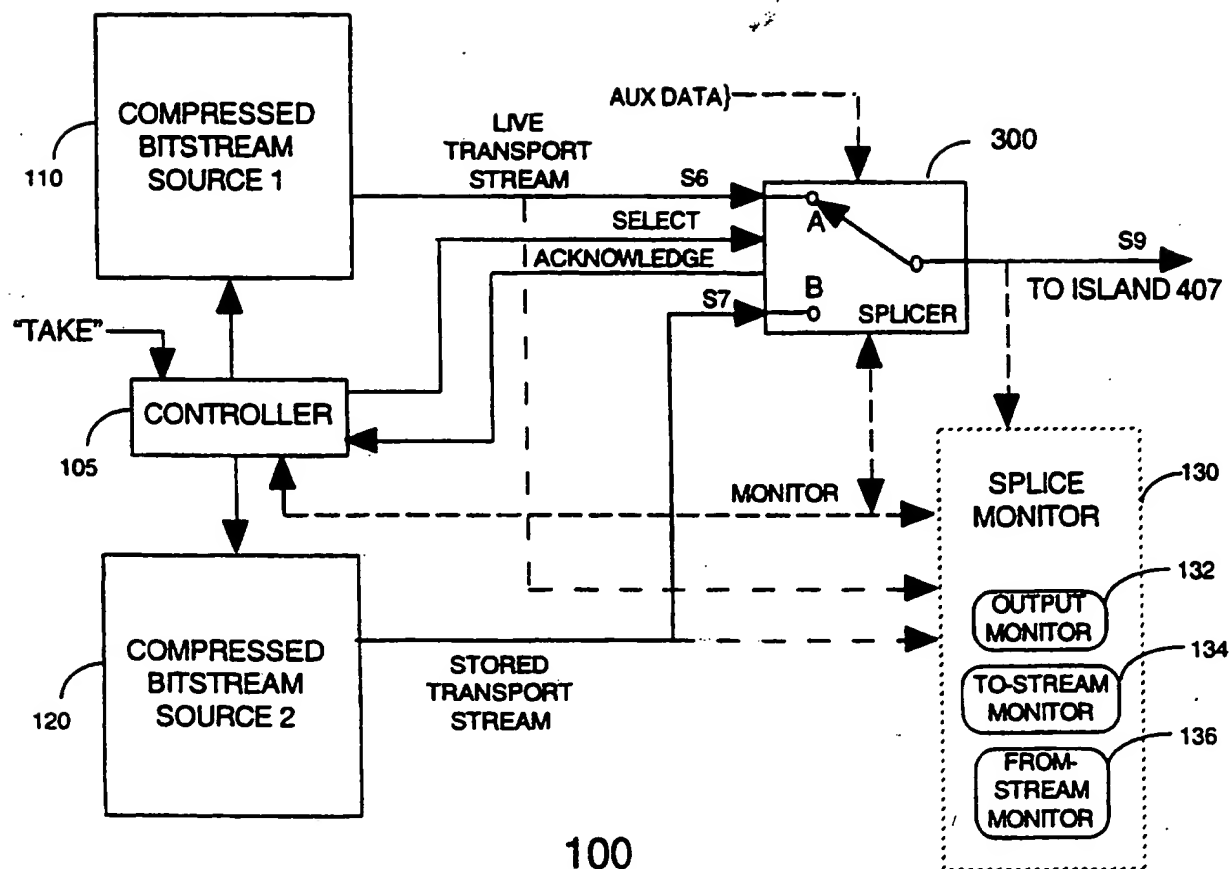 COMPRESSED
BITSTREAM
SOURCE 1
110
LIVE
TRANSPORT
STREAM
AUX DATA}
300
S6
SELECT
ACKNOWLEDGE
S7
A
B
SPLICER
S9
TO ISLAND 407
"TAKE"
CONTROLLER
105
MONITOR
SPLICE
MONITOR
130
OUTPUT
MONITOR
132
TO-STREAM
MONITOR
134
FROM-
STREAM
MONITOR
136
COMPRESSED
BITSTREAM
SOURCE 2
120
STORED
TRANSPORT
STREAM
100